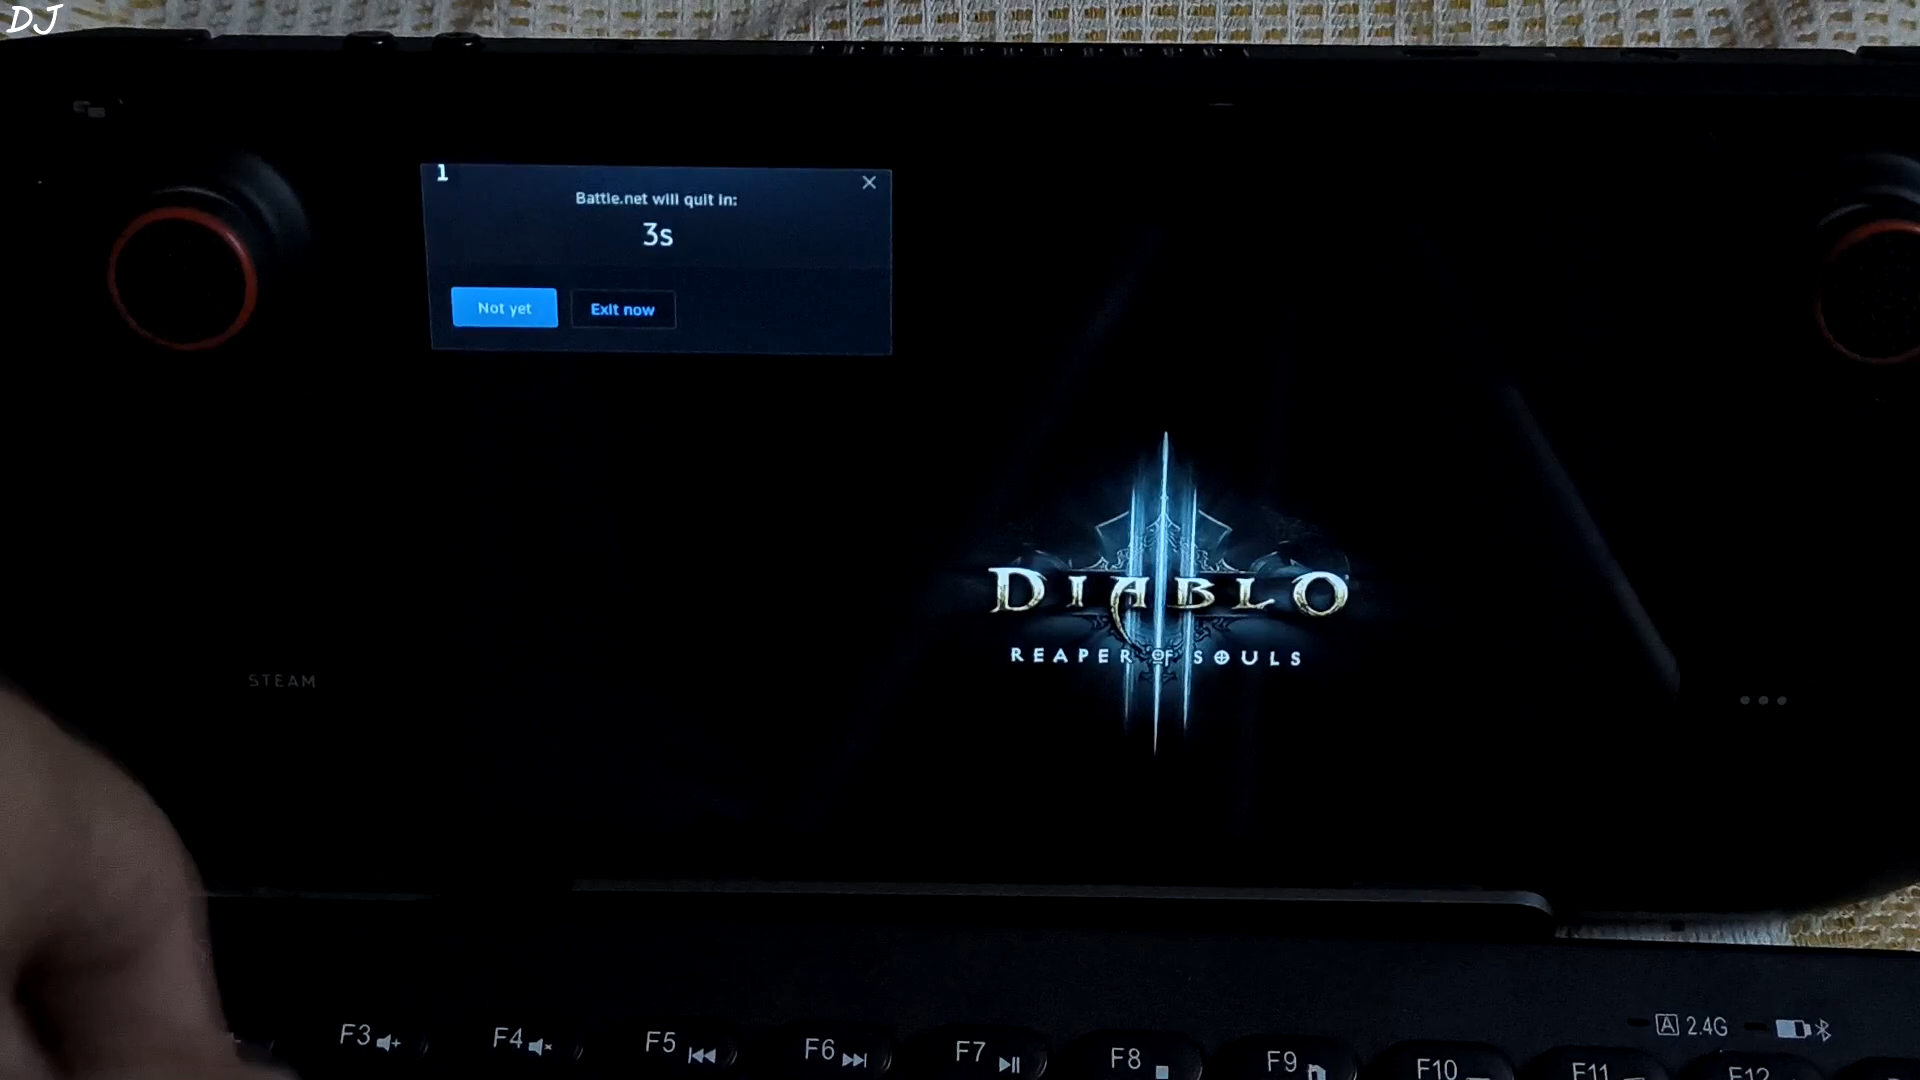 DJ
1
Battle.net will quit in:
3s
Not yet
Exit now
DIABLO
REAPER OF SOULS
STEAM
A 2.4G
F3
F4
F5
F6
F7
F8
F9
F10
F11
F12